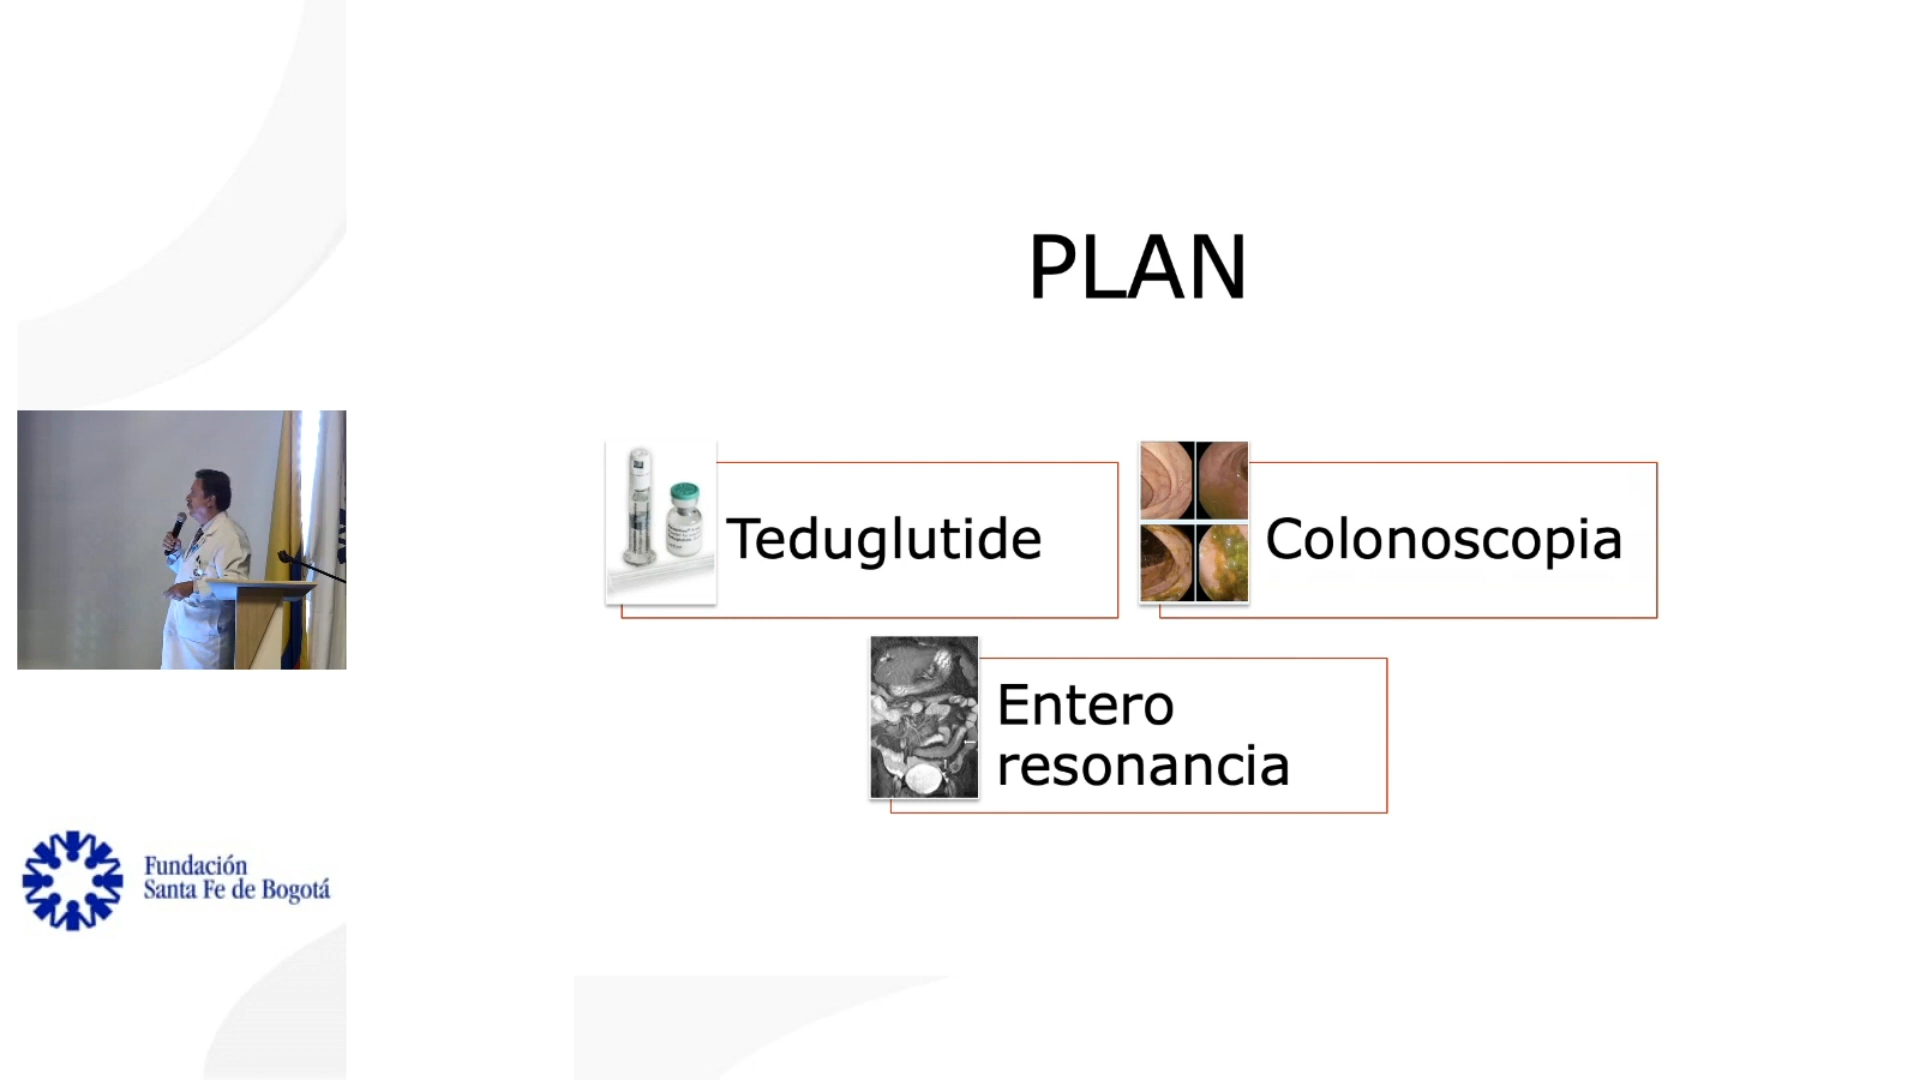 PLAN
Teduglutide
Colonoscopia
Entero
resonancia
Fundación
Santa Fe de Bogotá